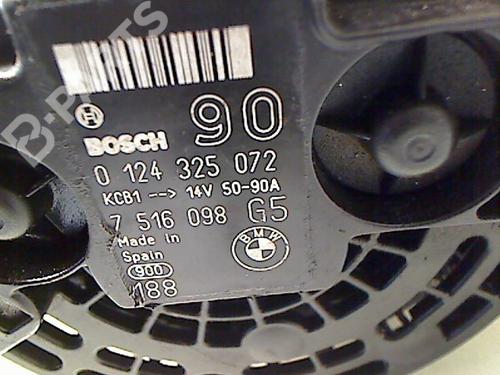 B-PARTS
BOSCH 90
0 124 325 072
KCB1 --> 14V 50-90A
7 516 098 G5
Made in
Spain
BMW
900
188